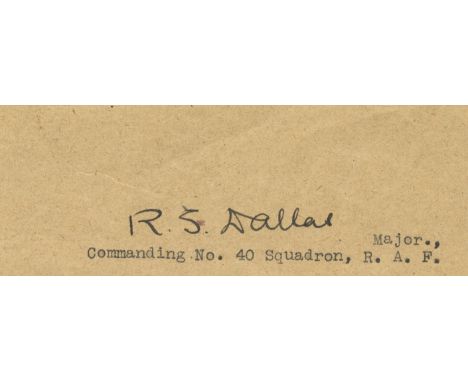 R. S. Dallas
Major.,
Commanding No. 40 Squadron, R. A. F.